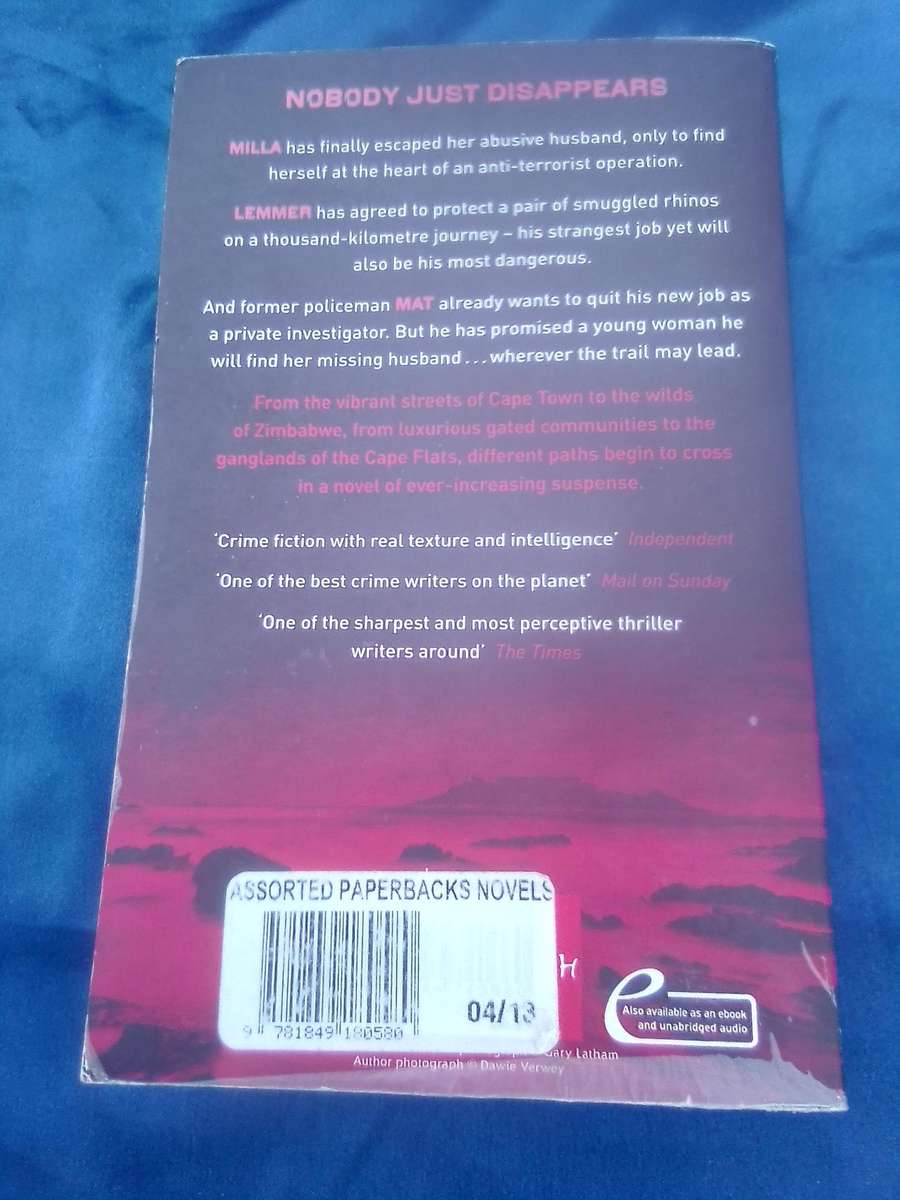 NOBODY JUST DISAPPEARS
MILLA has finally escaped her abusive husband, only to find
herself at the heart of an anti-terrorist operation.
LEMMER has agreed to protect a pair of smuggled rhinos
on a thousand-kilometre journey – his strangest job yet will
also be his most dangerous.
And former policeman MAT already wants to quit his new job as
a private investigator. But he has promised a young woman he
will find her missing husband . . . wherever the trail may lead.
From the vibrant streets of Cape Town to the wilds
of Zimbabwe, from luxurious gated communities to the
ganglands of the Cape Flats, different paths begin to cross
in a novel of ever-increasing suspense.
‘Crime fiction with real texture and intelligence’ Independent
‘One of the best crime writers on the planet’ Mail on Sunday
‘One of the sharpest and most perceptive thriller
writers around’ The Times
ASSORTED PAPERBACKS NOVELS
H
04/13
9 781849 180580
Also available as an ebook
and unabridged audio
Gary Latham
Author photograph © Dawie Verwey